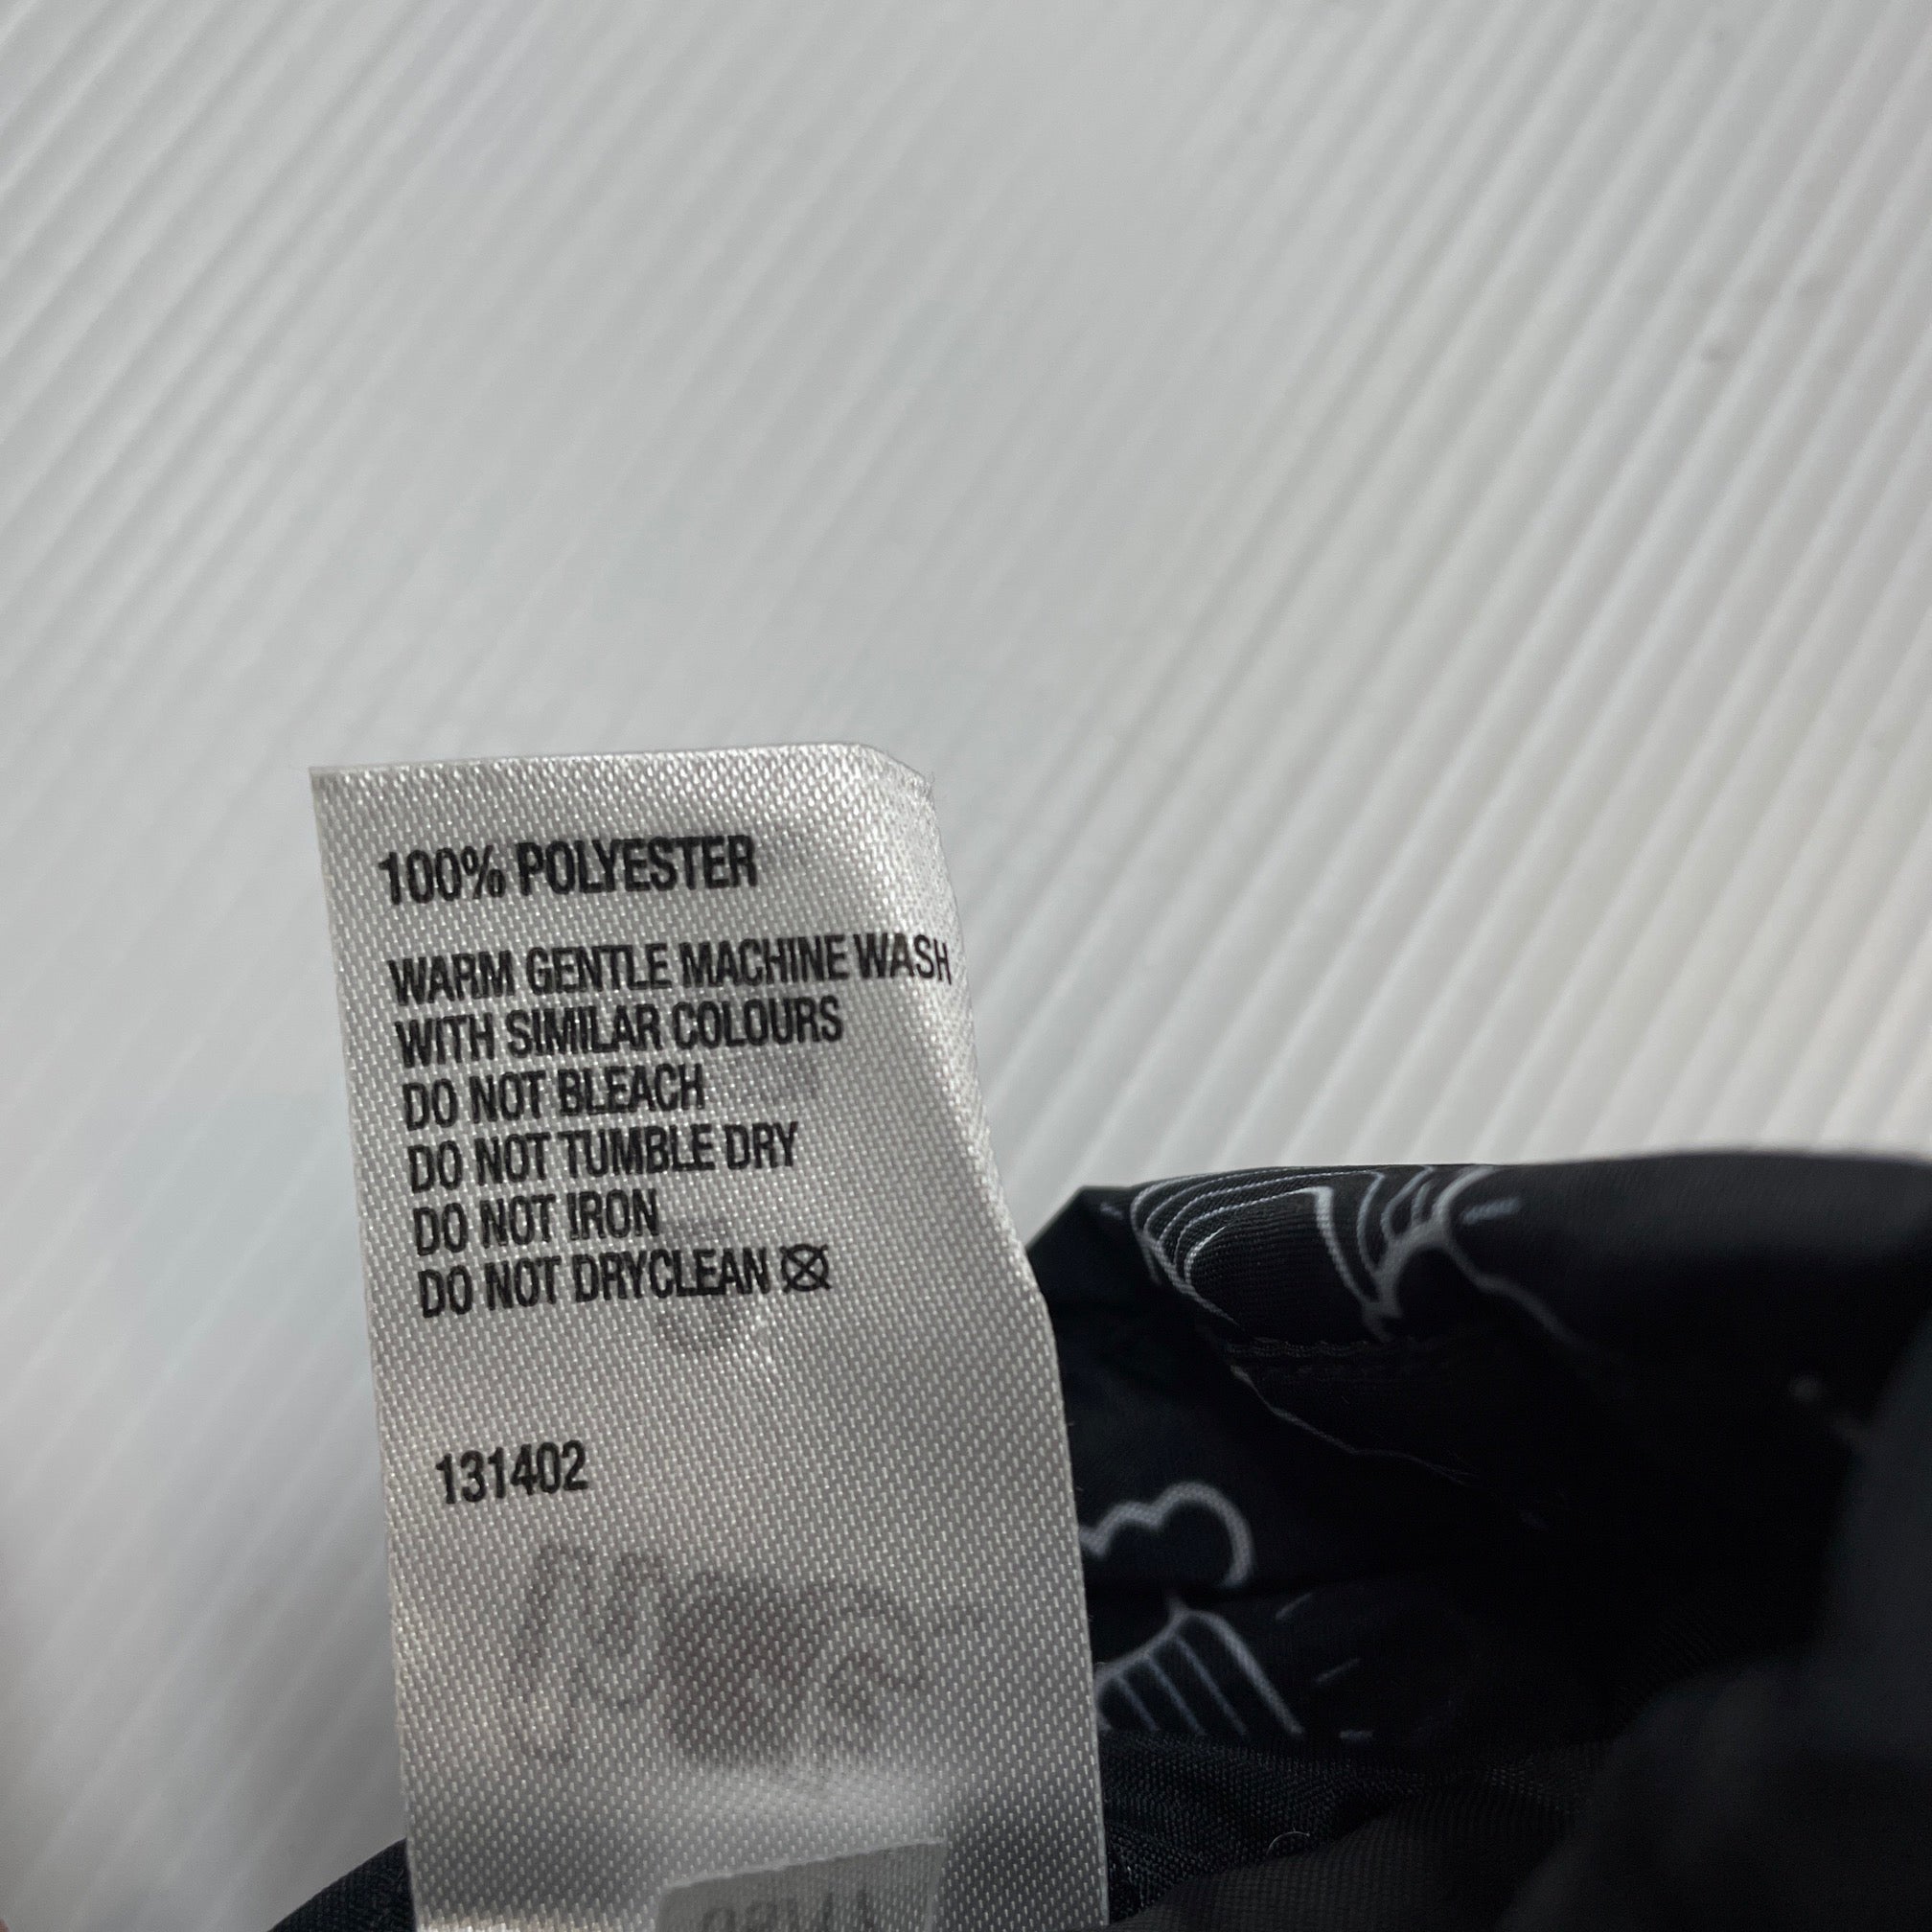 100% POLYESTER
WARM GENTLE MACHINE WASH
WITH SIMILAR COLOURS
DO NOT BLEACH
DO NOT TUMBLE DRY
DO NOT IRON
DO NOT DRYCLEAN
131402